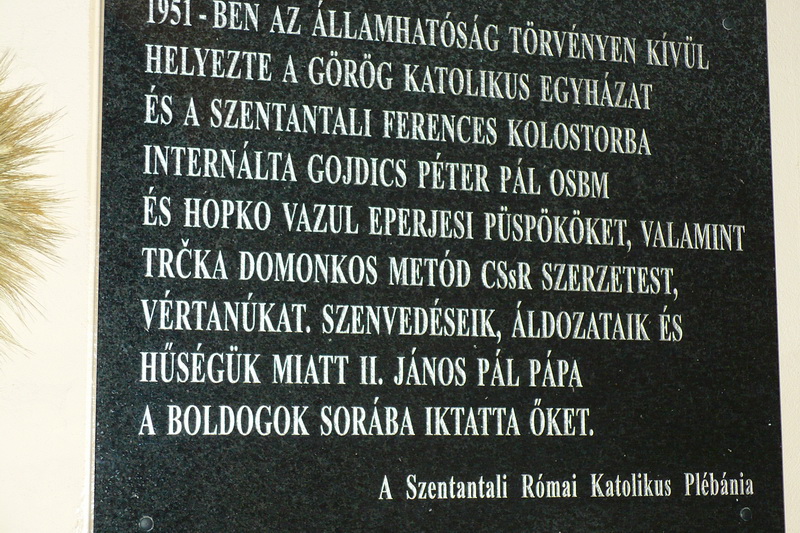 1951 - BEN AZ ÁLLAMHATÓSÁG TÖRVÉNYEN KÍVÜL
HELYEZTE A GÖRÖG KATOLIKUS EGYHÁZAT
ÉS A SZENTANTALI FERENCES KOLOSTORBA
INTERNÁLTA GOJDICS PÉTER PÁL OSBM
ÉS HOPKO VAZUL EPERJESI PÜSPÖKÖKET, VALAMINT
TRČKA DOMONKOS METÓD CSsR SZERZETEST,
VÉRTANÚKAT. SZENVEDÉSEIK, ÁLDOZATAIK ÉS
HŰSÉGÜK MIATT II. JÁNOS PÁL PÁPA
A BOLDOGOK SORÁBA IKTATTA ŐKET.
A Szentantali Római Katolikus Plébánia